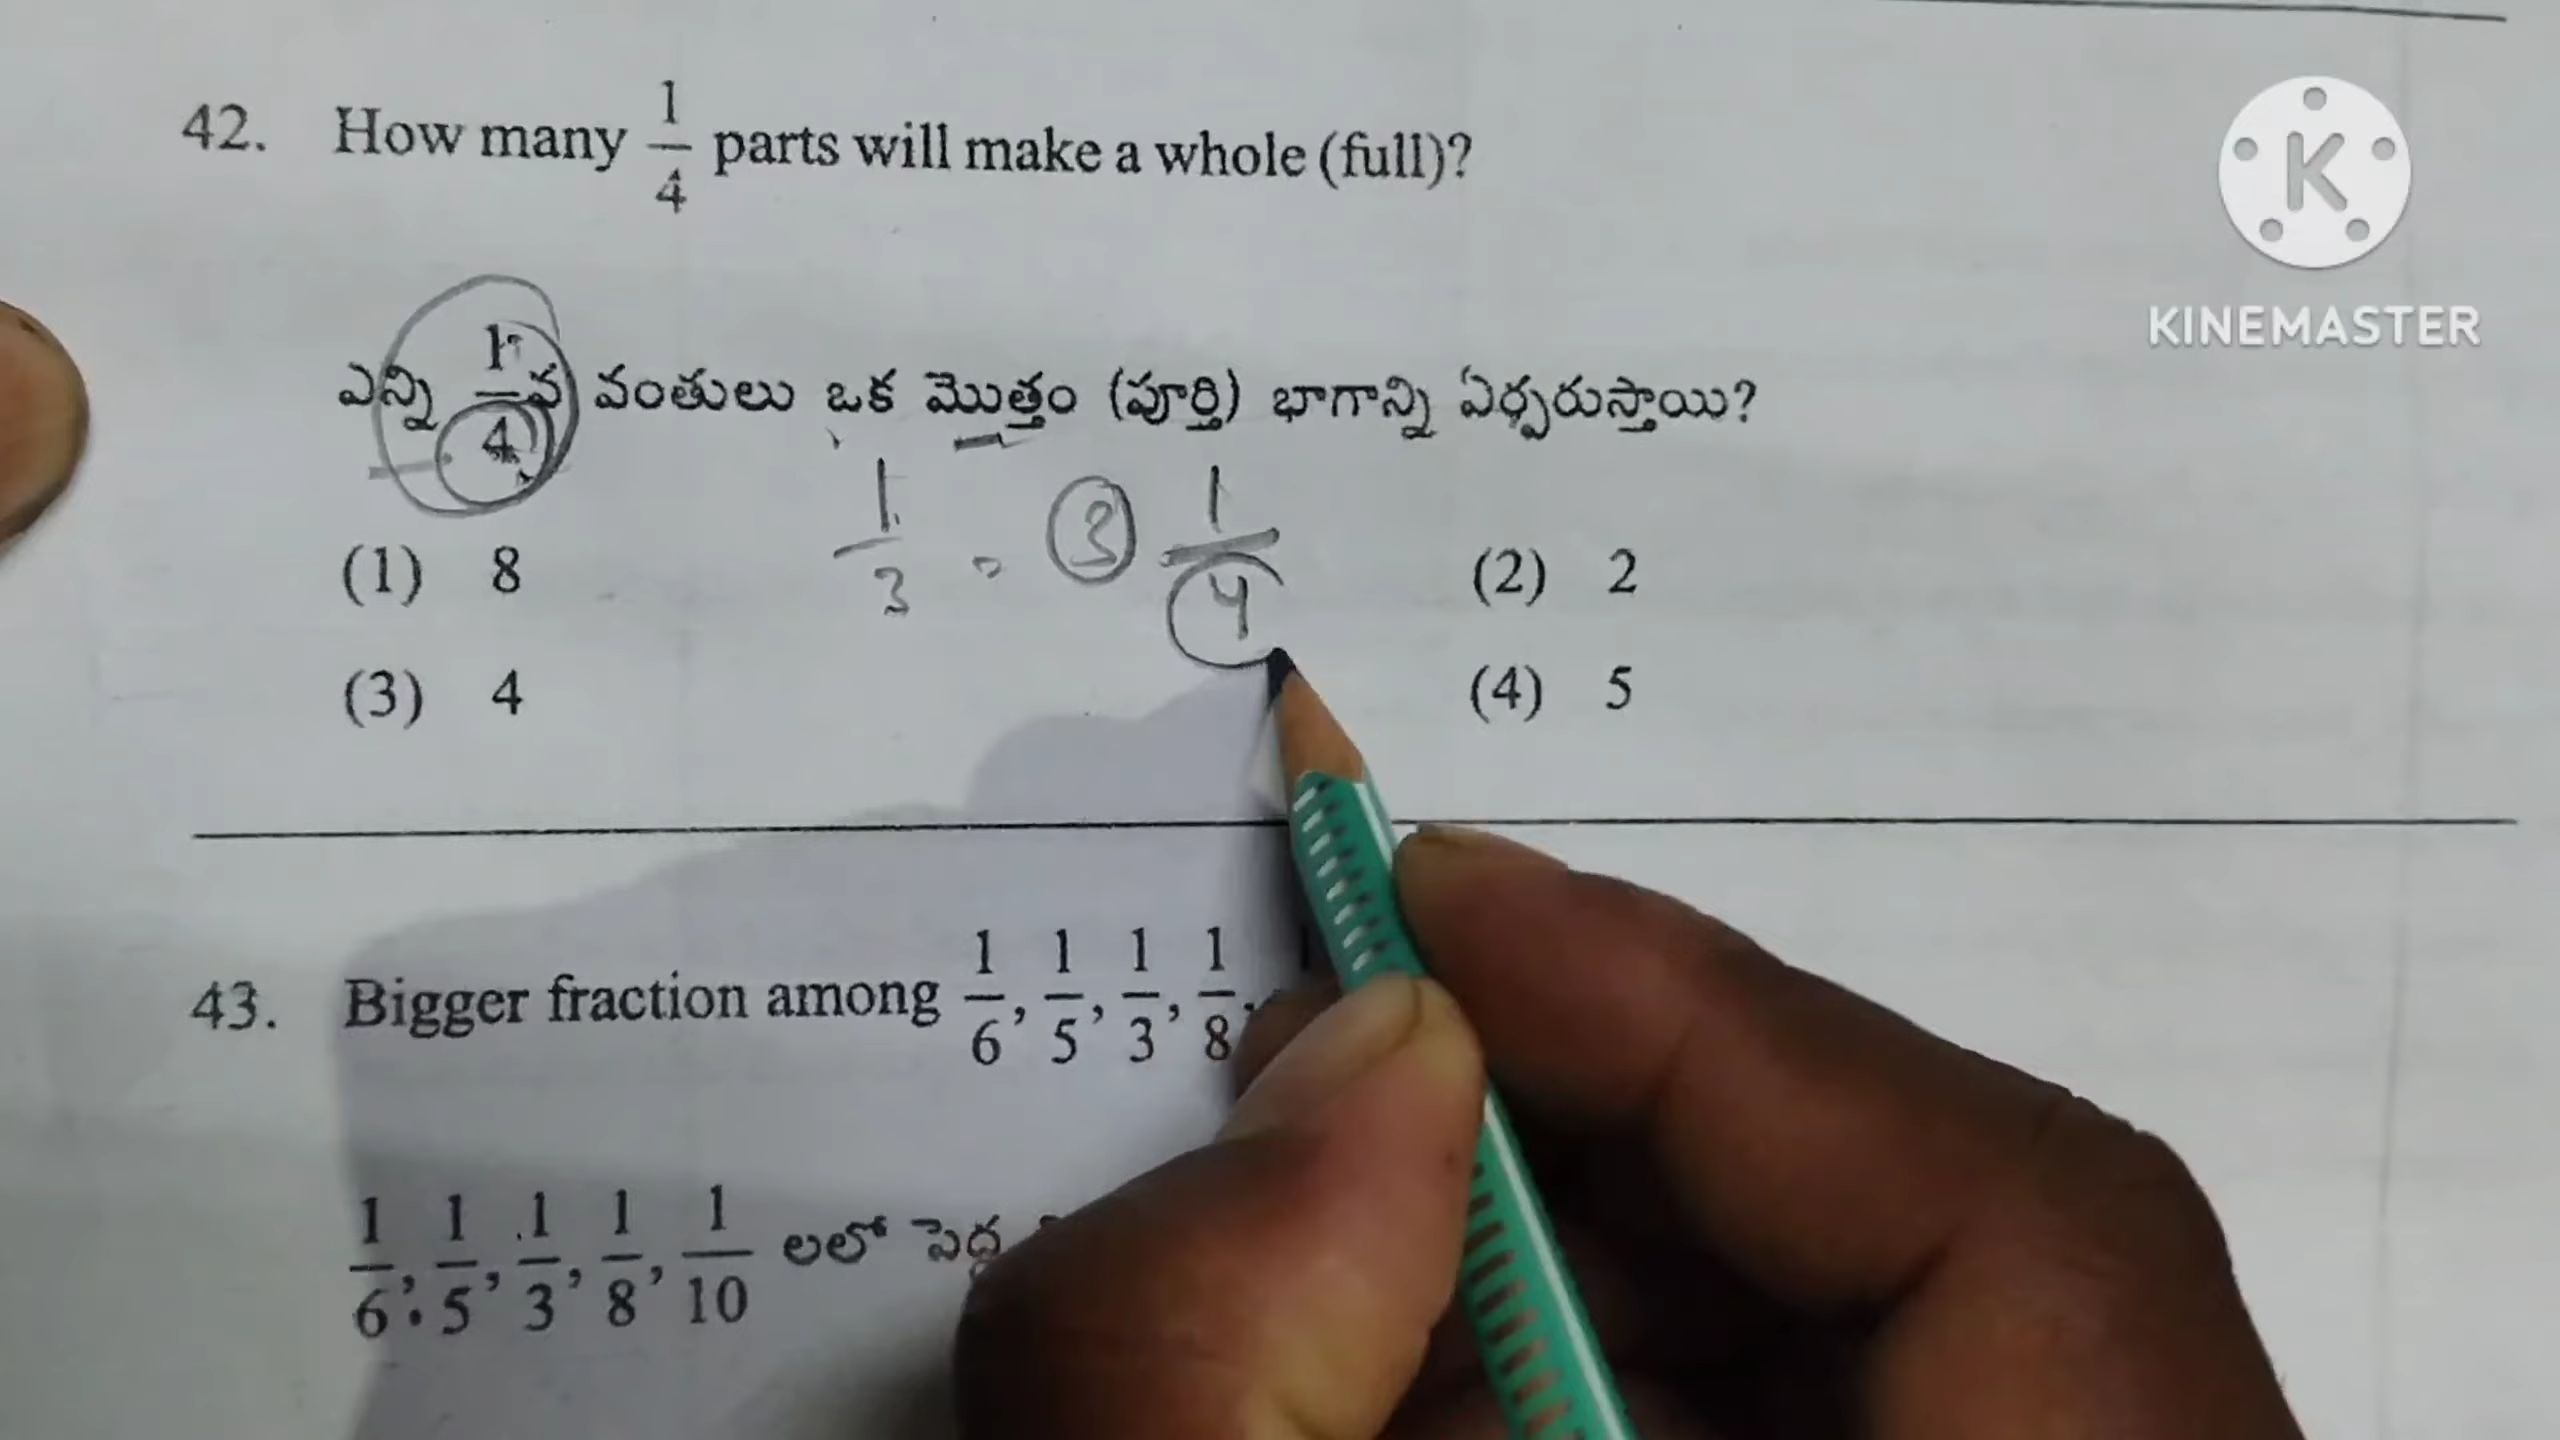 42. How many 1/4 parts will make a whole (full)?
KINEMASTER
ఎన్ని 1/4 వ వంతులు ఒక మొత్తం (పూర్తి) భాగాన్ని ఏర్పరుస్తాయి?
1/3 = 3 1/4
(1) 8 (2) 2
(3) 4 (4) 5
43. Bigger fraction among 1/6, 1/5, 1/3, 1/8,
1/6, 1/5, 1/3, 1/8, 1/10 లలో పెద్ద